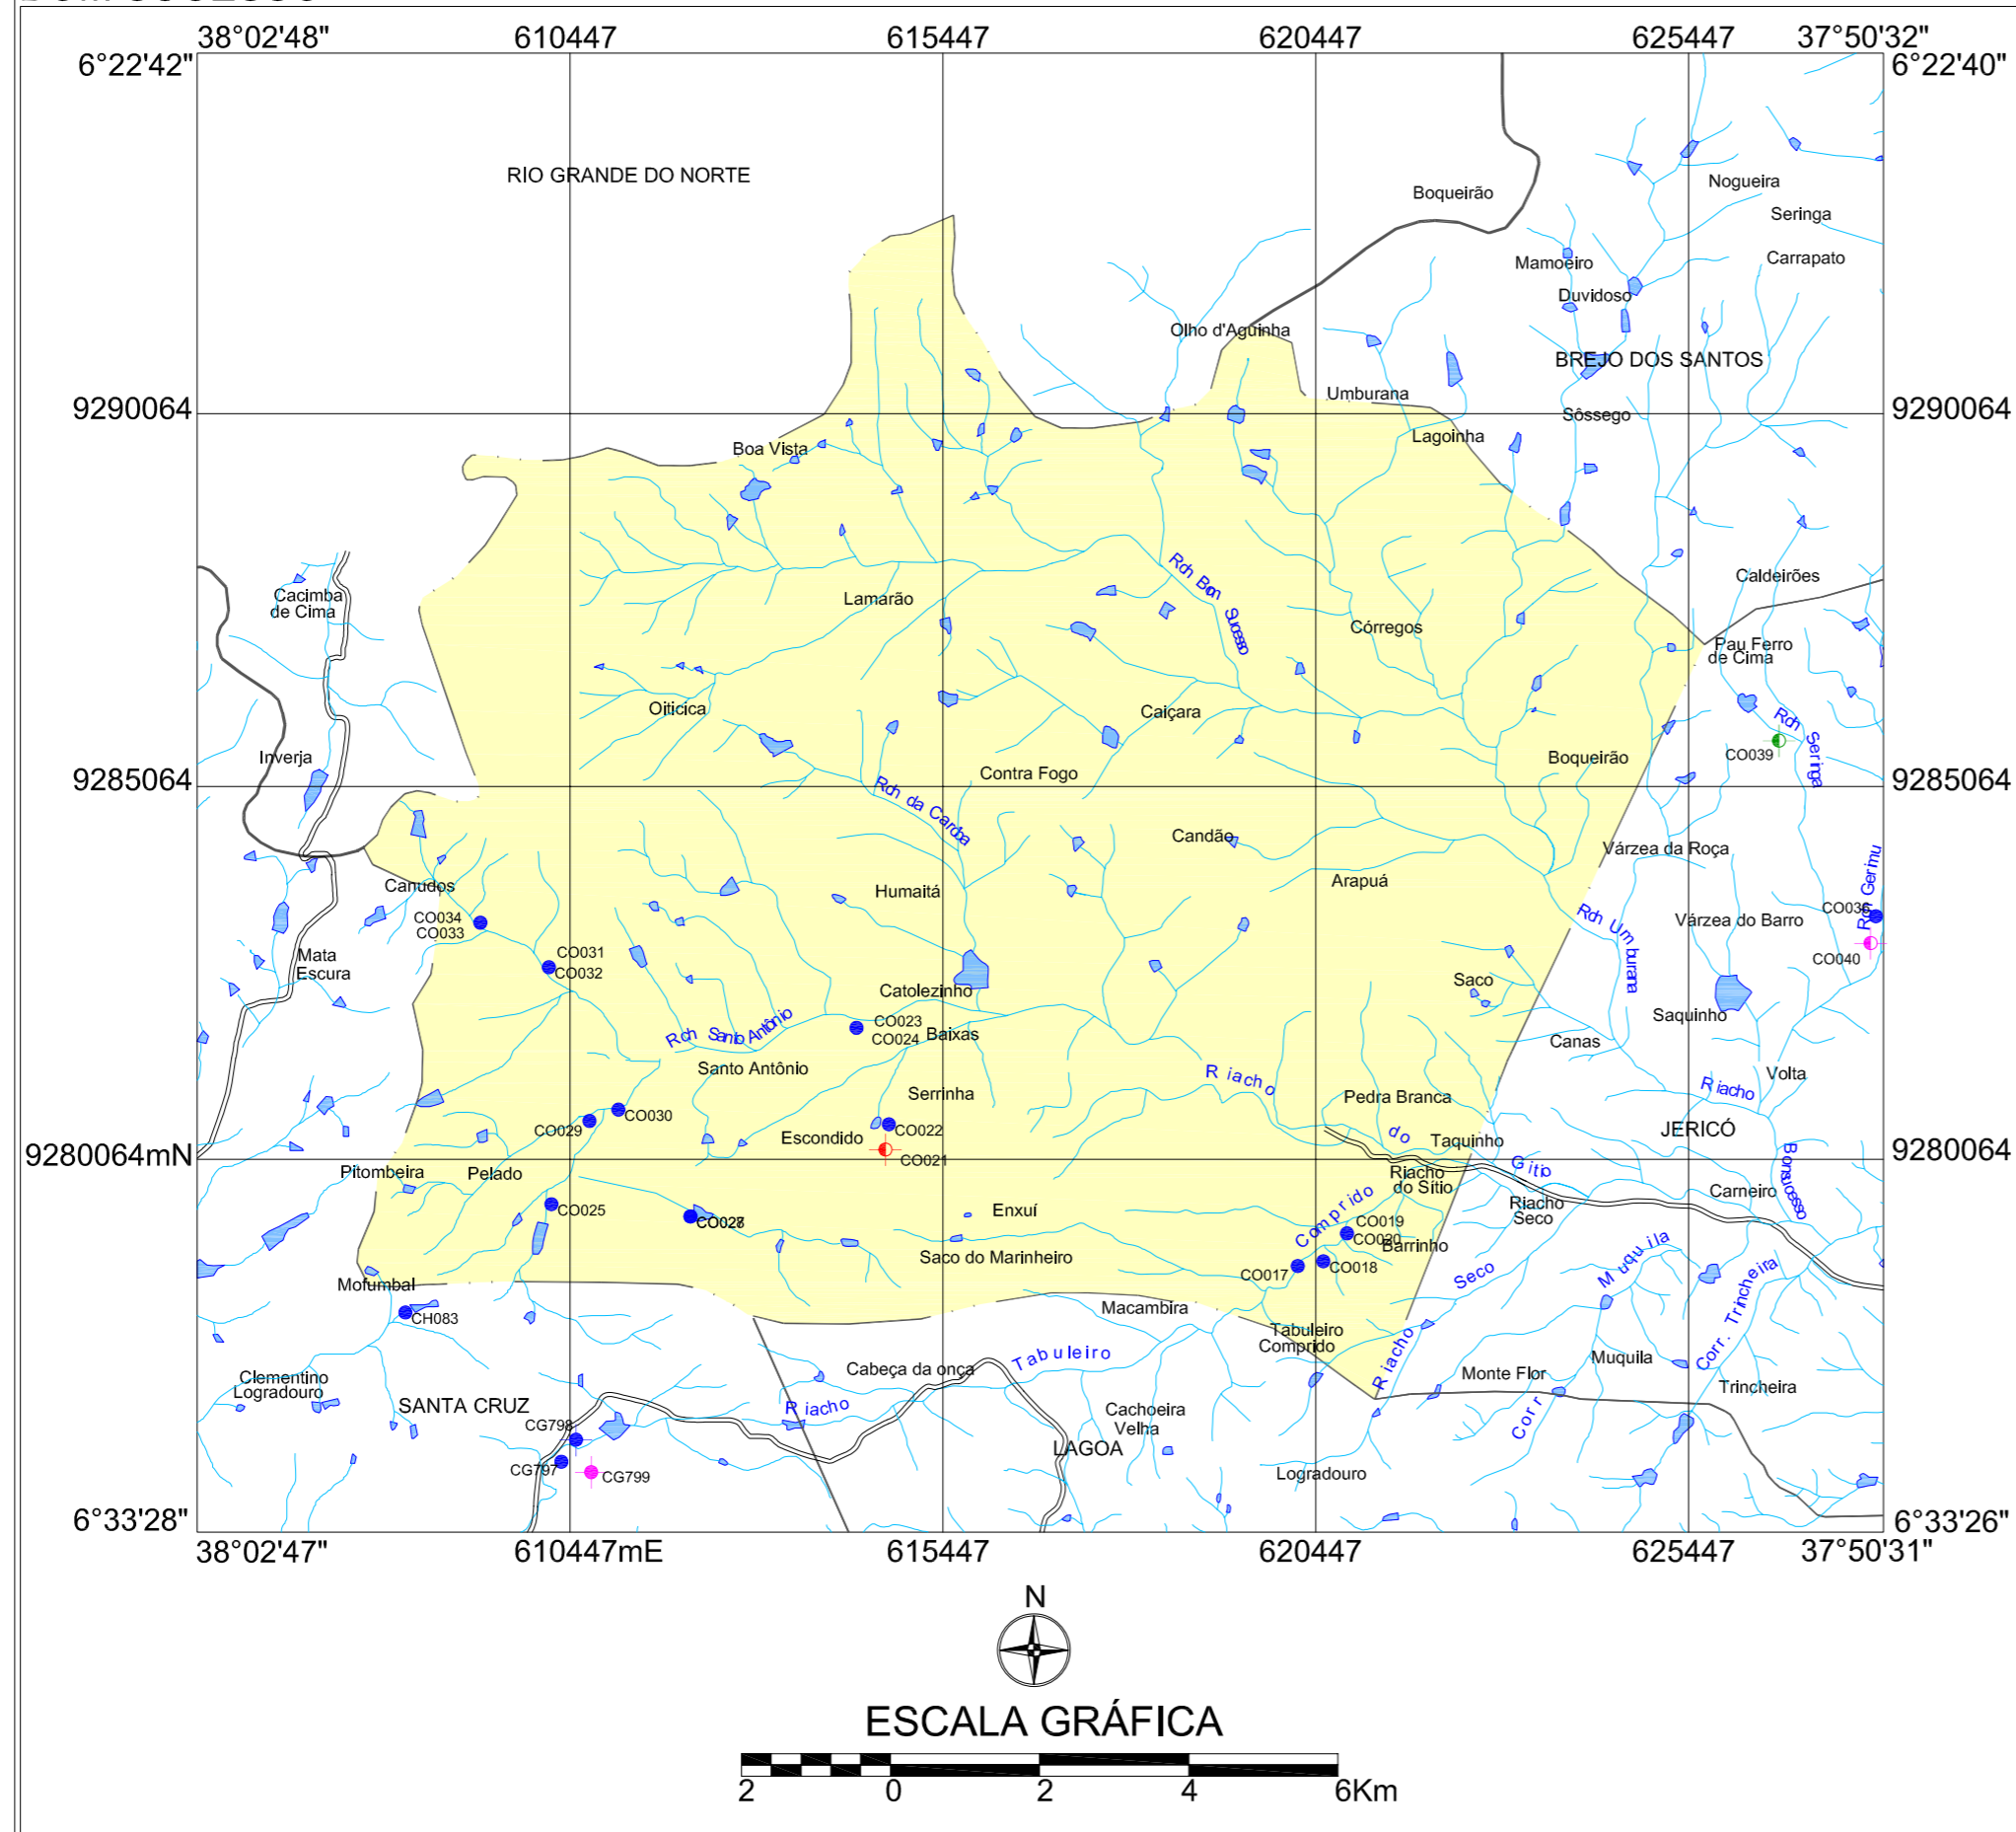 38°02'48"
610447
615447
620447
625447
37°50'32"
6°22'42"
6°22'40"
RIO GRANDE DO NORTE
Boqueirão
Nogueira
Seringa
Mamoeiro
Carrapato
Duvidoso
Olho d'Aguinha
BREJO DOS SANTOS
Umburana
9290064
Sôssego
9290064
Boa Vista
Lagoinha
Rch Bom Sucesso
Caldeirões
Cacimba
de Cima
Lamarão
Córregos
Pau Ferro
de Cima
Oiticica
Caiçara
Rch Seringa
Inverja
Contra Fogo
Boqueirão
CO039
9285064
9285064
Rch da Caroba
Candão
Várzea da Roça
Rch Gerimu
Canudos
Humaitá
Arapuá
CO034
CO033
Rch Umburana
Várzea do Barro
CO036
CO031
CO032
Mata
Escura
CO040
Saco
Catolezinho
Rch Santo Antônio
CO023
CO024
Baixas
Saquinho
Canas
Santo Antônio
Riacho
Volta
Serrinha
Pedra Branca
Riacho
CO030
CO029
CO022
Escondido
do
Taquinho
JERICÓ
9280064mN
CO021
Gitio
9280064
Pitombeira
Pelado
Riacho
do Sítio
Bonsucesso
Carneiro
CO025
Enxuí
Comprido
Riacho
Seco
CO019
CO020
Barrinho
Saco do Marinheiro
Muquila
CO017
CO018
Seco
Mofumbal
CH083
Macambira
Corr. Trincheira
Tabuleiro
Comprido
Riacho
Tabuleiro
Cabeça da onça
Muquila
Monte Flor
Clementino
Logradouro
Trincheira
SANTA CRUZ
Riacho
Cachoeira
Velha
Corr
CG798
LAGOA
CG797
CG799
Logradouro
6°33'28"
6°33'26"
38°02'47"
610447mE
615447
620447
625447
37°50'31"
N
ESCALA GRÁFICA
2
0
2
4
6Km